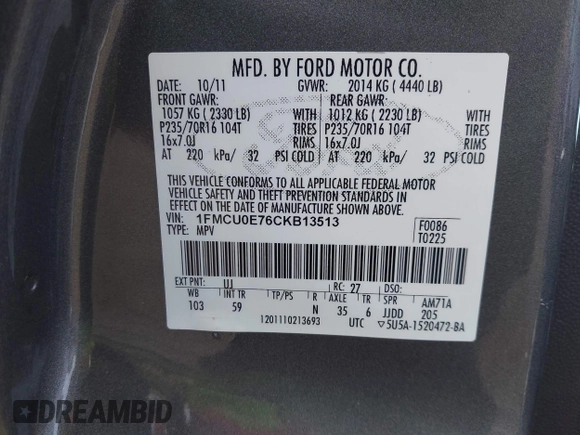 MFD. BY FORD MOTOR CO.
DATE: 10/11 GVWR: 2014 KG ( 4440 LB)
FRONT GAWR: REAR GAWR:
1057 KG ( 2330 LB) WITH 1012 KG ( 2230 LB) WITH
P235/70R16 104T TIRES P235/70R16 104T TIRES
16x7.0J RIMS 16x7.0J RIMS
AT 220 kPa/ 32 PSI COLD AT 220 kPa/ 32 PSI COLD
THIS VEHICLE CONFORMS TO ALL APPLICABLE FEDERAL MOTOR
VEHICLE SAFETY AND THEFT PREVENTION STANDARDS IN EFFECT
ON THE DATE OF MANUFACTURE SHOWN ABOVE.
VIN: 1FMCU0E76CKB13513 F0086
TYPE: MPV T0225
EXT PNT: UJ RC: 27 DSO:
WB INT TR TP/PS R AXLE TR SPR AM71A
103 59 N 35 6 JJDD 205
1201110213693 UTC 5U5A-1520472-BA
DREAMBID